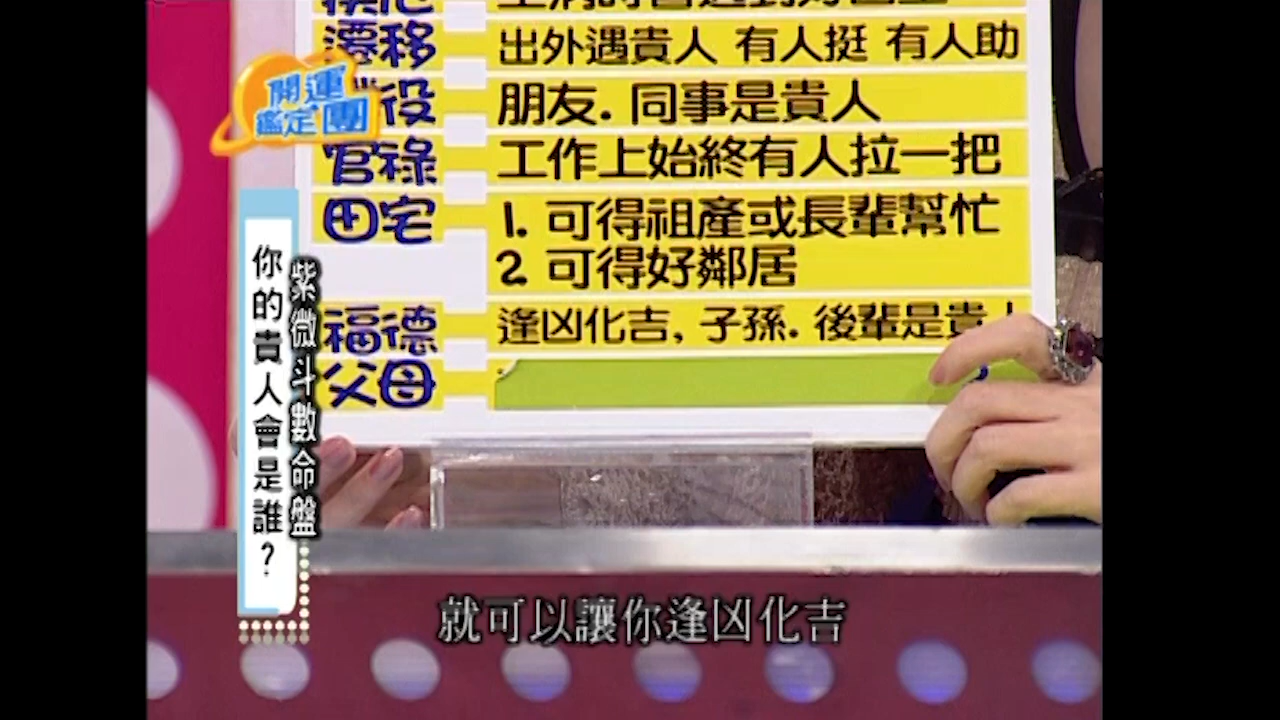 遷移 出外遇貴人 有人挺 有人助
役 朋友. 同事是貴人
官祿 工作上始終有人拉一把
田宅 1. 可得祖產或長輩幫忙
2. 可得好鄰居
福德 逢凶化吉, 子孫. 後輩是貴人
父母
開運
鑑定團
紫微斗數命盤
你的貴人會是誰?
就可以讓你逢凶化吉